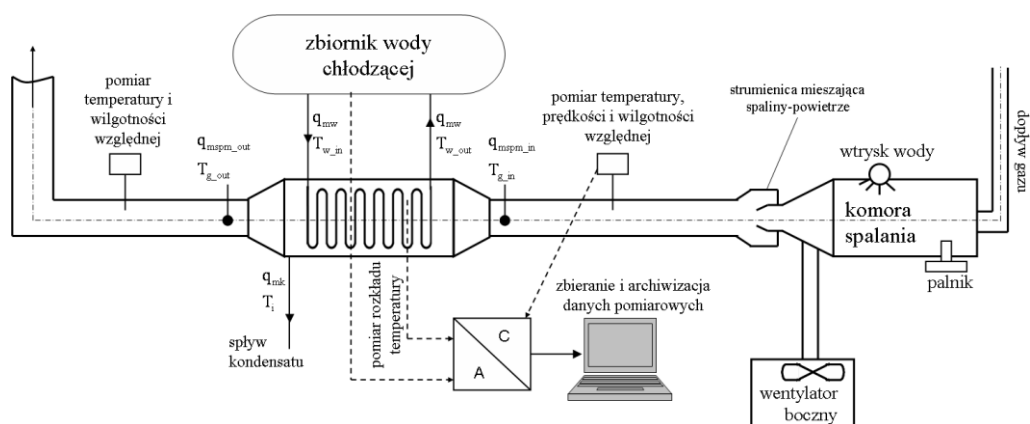 zbiornik wody
chłodzącej
pomiar
temperatury i
wilgotności
względnej
q_mspm_out
T_g_out
q_mw
T_w_in
q_mw
T_w_out
q_mspm_in
T_g_in
pomiar temperatury,
prędkości i wilgotności
względnej
strumienica mieszająca
spaliny-powietrze
dopływ gazu
wtrysk wody
komora
spalania
palnik
q_mk
T_i
spływ
kondensatu
pomiar rozkładu
temperatury
C
A
zbieranie i archiwizacja
danych pomiarowych
wentylator
boczny